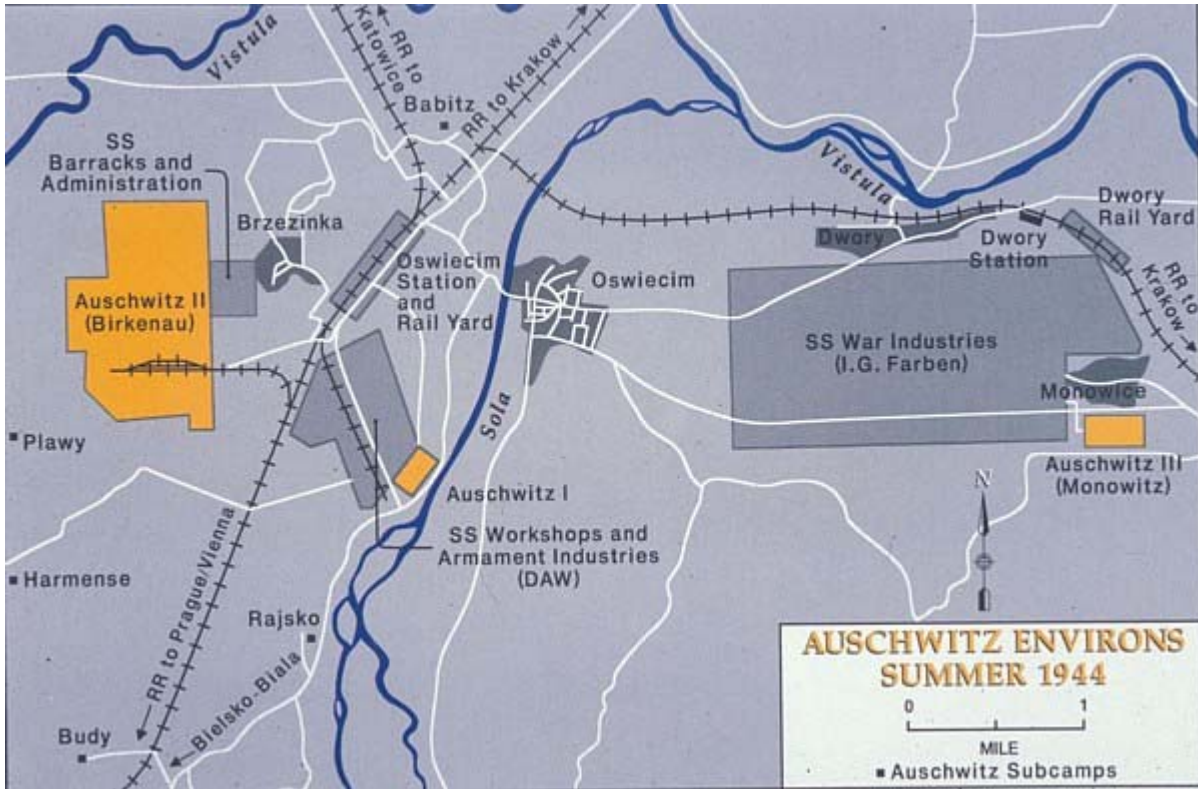 Vistula
RR to
Katowice
RR to Krakow
Babitz
SS
Barracks and
Administration
Brzezinka
Vistula
Dwory
Rail Yard
Dwory
Dwory
Station
Oswiecim
Station
and
Rail Yard
Oswiecim
RR to
Krakow
Auschwitz II
(Birkenau)
SS War Industries
(I.G. Farben)
Monowice
Sola
Plawy
Auschwitz III
(Monowitz)
Auschwitz I
N
SS Workshops and
Armament Industries
(DAW)
Harmense
RR to Prague/Vienna
Rajsko
Bielsko-Biala
Budy
AUSCHWITZ ENVIRONS
SUMMER 1944
0 1
MILE
Auschwitz Subcamps